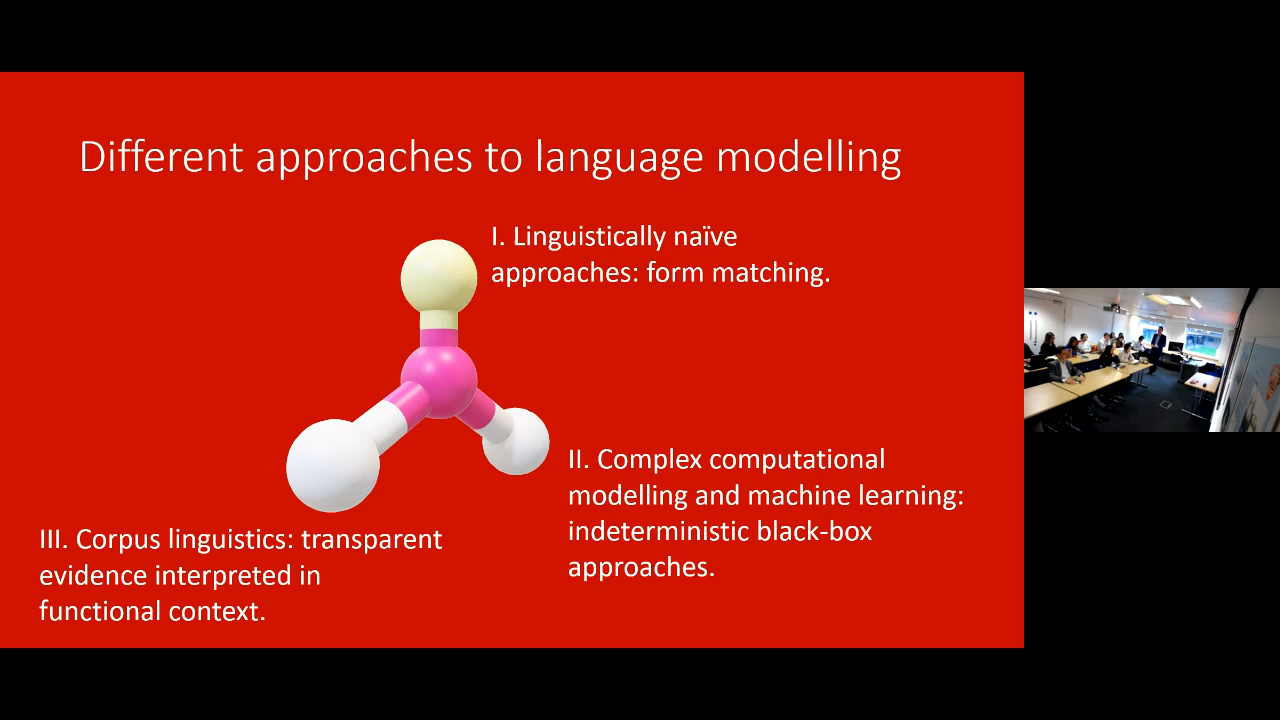 Different approaches to language modelling
I. Linguistically naïve
approaches: form matching.
II. Complex computational
modelling and machine learning:
indeterministic black-box
approaches.
III. Corpus linguistics: transparent
evidence interpreted in
functional context.